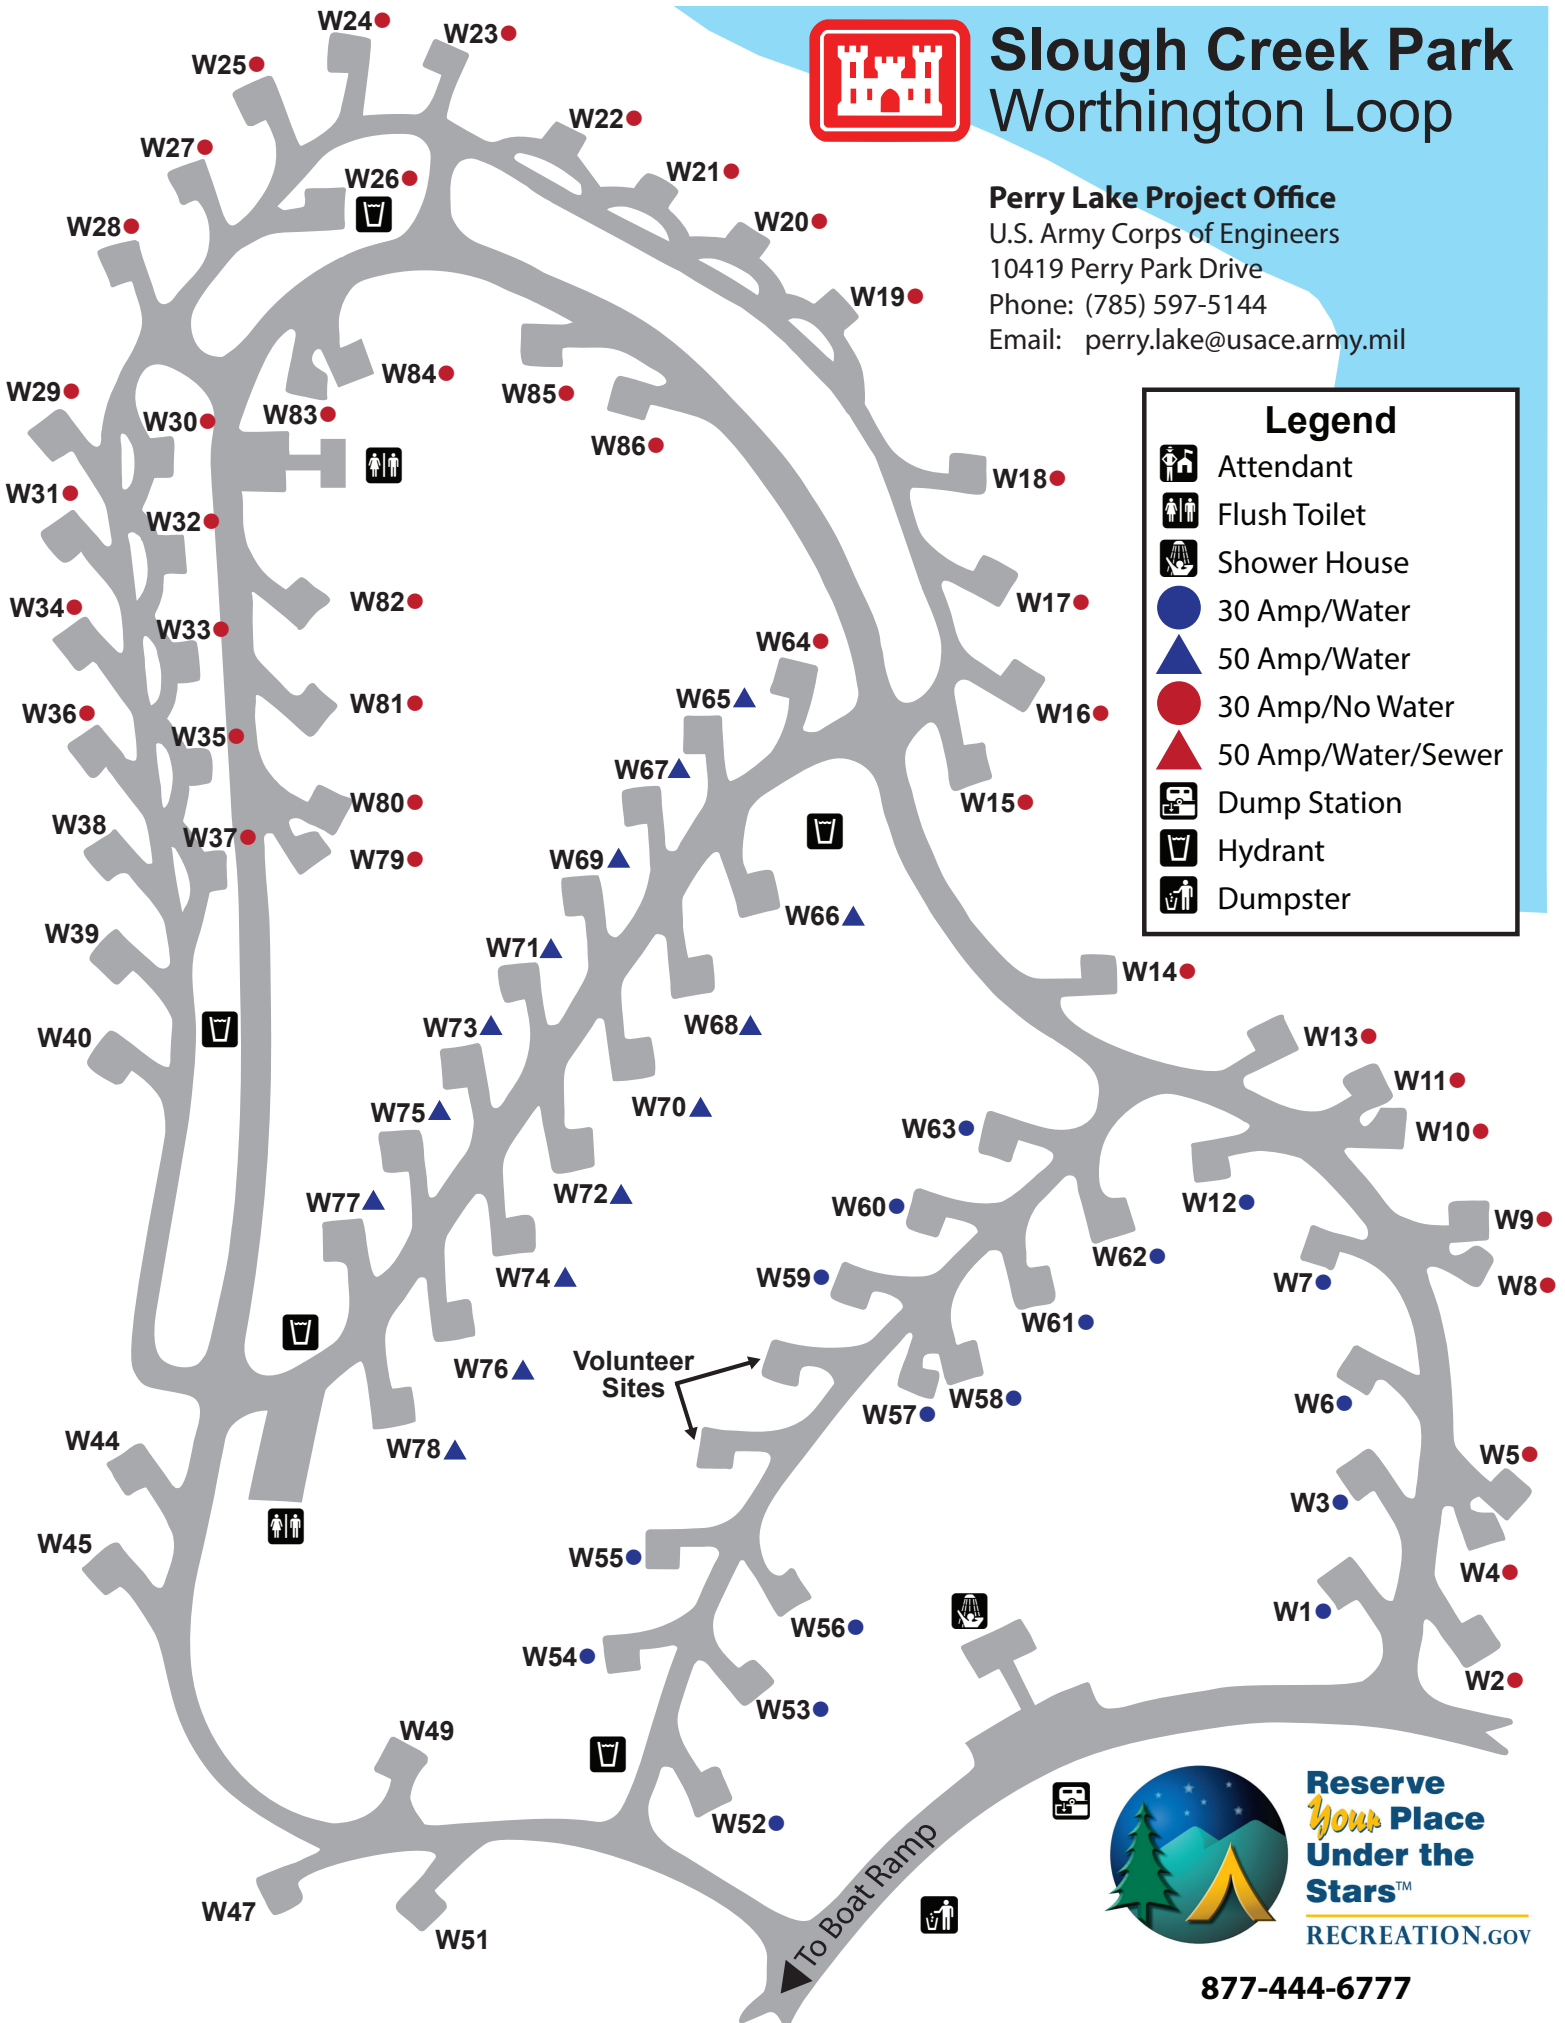 Slough Creek Park
Worthington Loop
Perry Lake Project Office
U.S. Army Corps of Engineers
10419 Perry Park Drive
Phone: (785) 597-5144
Email: perry.lake@usace.army.mil
Legend
Attendant
Flush Toilet
Shower House
30 Amp/Water
50 Amp/Water
30 Amp/No Water
50 Amp/Water/Sewer
Dump Station
Hydrant
Dumpster
W24
W23
W25
W22
W27
W21
W26
W20
W28
W19
W84
W29
W85
W83
W30
W86
W18
W31
W32
W82
W17
W34
W33
W64
W65
W81
W16
W36
W35
W67
W80
W15
W38
W37
W79
W69
W66
W39
W71
W14
W73
W68
W40
W13
W11
W75
W70
W63
W10
W77
W72
W60
W12
W9
W62
W74
W59
W7
W8
W61
Volunteer
Sites
W76
W58
W57
W6
W44
W78
W5
W3
W45
W55
W4
W1
W56
W54
W2
W53
W49
W52
W47
W51
To Boat Ramp
Reserve
Your Place
Under the
Stars™
RECREATION.GOV
877-444-6777